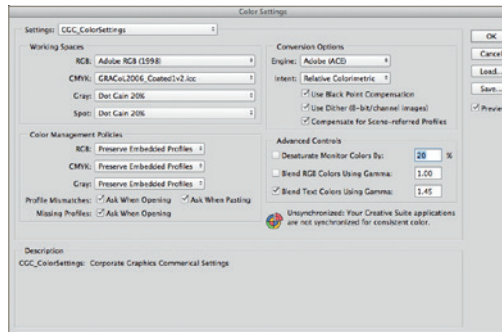 Color Settings
Settings: CGC_ColorSettings
OK
Cancel
Load...
Save...
Preview
Working Spaces
RGB: Adobe RGB (1998)
CMYK: GRACoL2006_Coated1v2.icc
Gray: Dot Gain 20%
Spot: Dot Gain 20%
Color Management Policies
RGB: Preserve Embedded Profiles
CMYK: Preserve Embedded Profiles
Gray: Preserve Embedded Profiles
Profile Mismatches: Ask When Opening Ask When Pasting
Missing Profiles: Ask When Opening
Conversion Options
Engine: Adobe (ACE)
Intent: Relative Colorimetric
Use Black Point Compensation
Use Dither (8-bit/channel images)
Compensate for Scene-referred Profiles
Advanced Controls
Desaturate Monitor Colors By: 20 %
Blend RGB Colors Using Gamma: 1.00
Blend Text Colors Using Gamma: 1.45
Unsynchronized: Your Creative Suite applications
are not synchronized for consistent color.
Description
CGC_ColorSettings: Corporate Graphics Commerical Settings